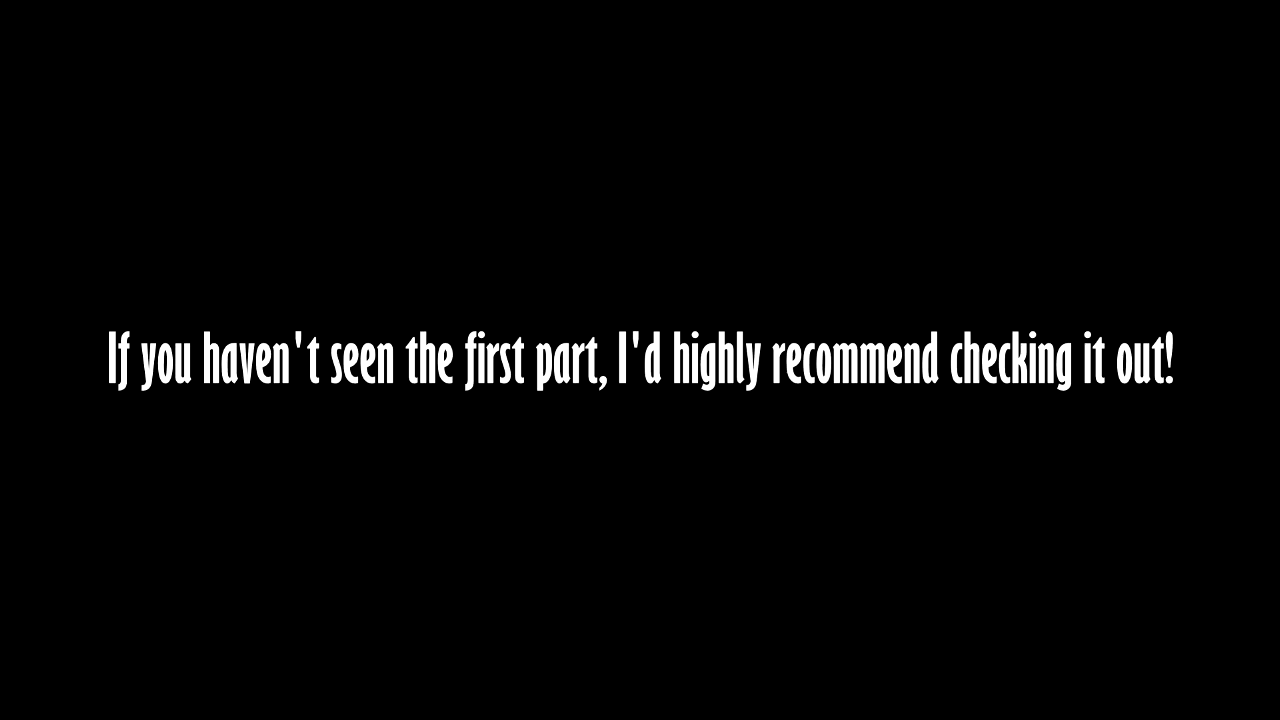 If you haven't seen the first part, I'd highly recommend checking it out!